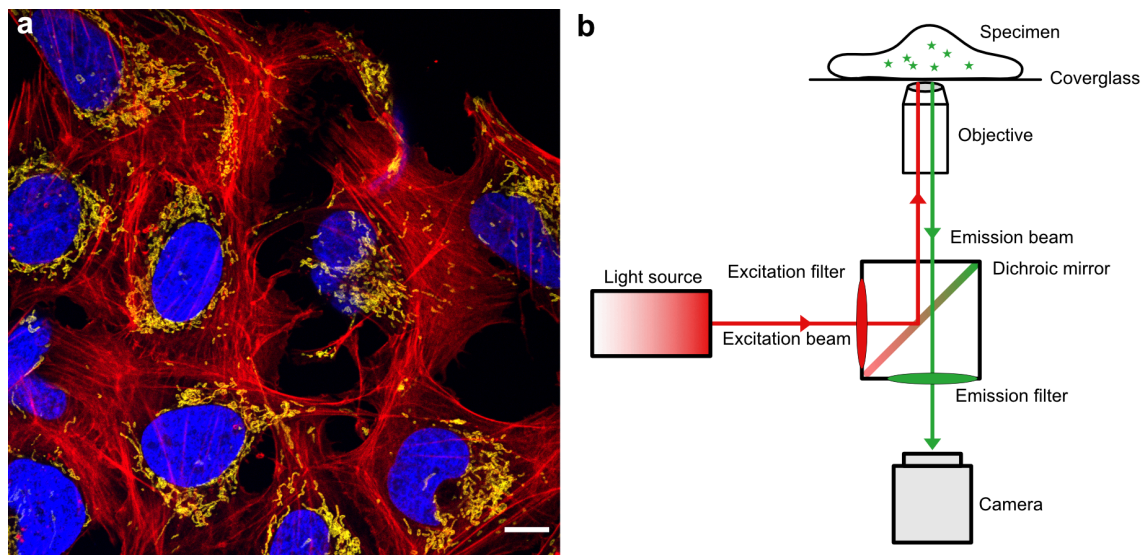 a
b
Specimen
Coverglass
Objective
Emission beam
Light source
Excitation filter
Dichroic mirror
Excitation beam
Emission filter
Camera